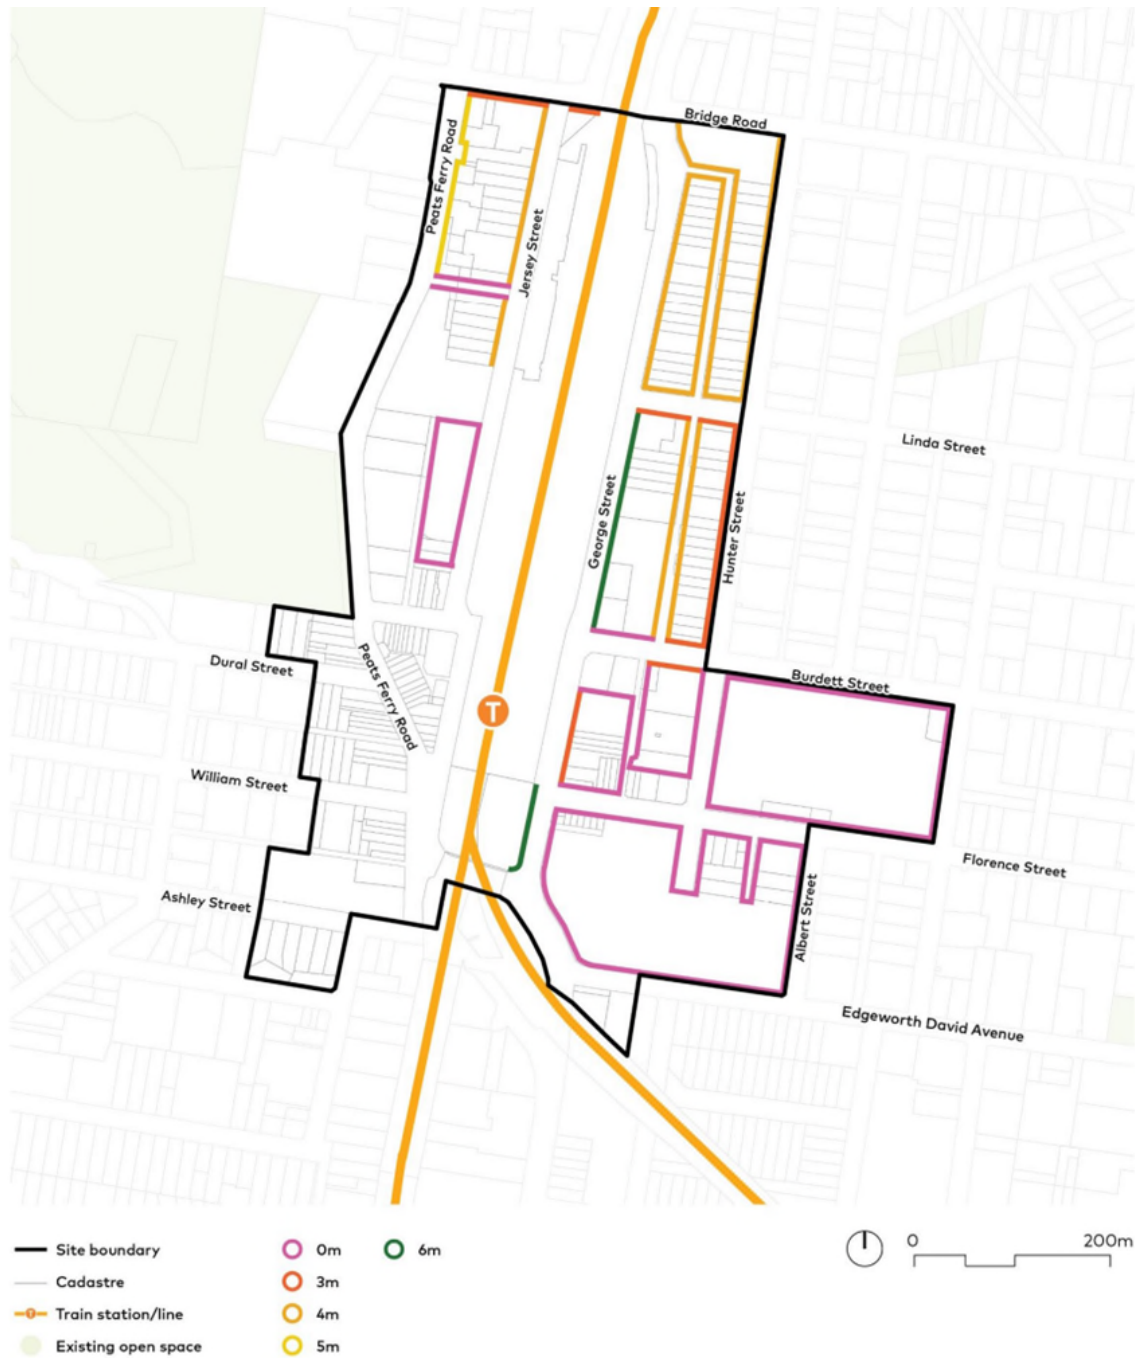 Bridge Road
Peats Ferry Road
Jersey Street
Linda Street
George Street
Hunter Street
Dural Street
Peats Ferry Road
Burdett Street
T
William Street
Florence Street
Ashley Street
Albert Street
Edgeworth David Avenue
Site boundary
Cadastre
T Train station/line
Existing open space
0m
3m
4m
5m
6m
0 200m